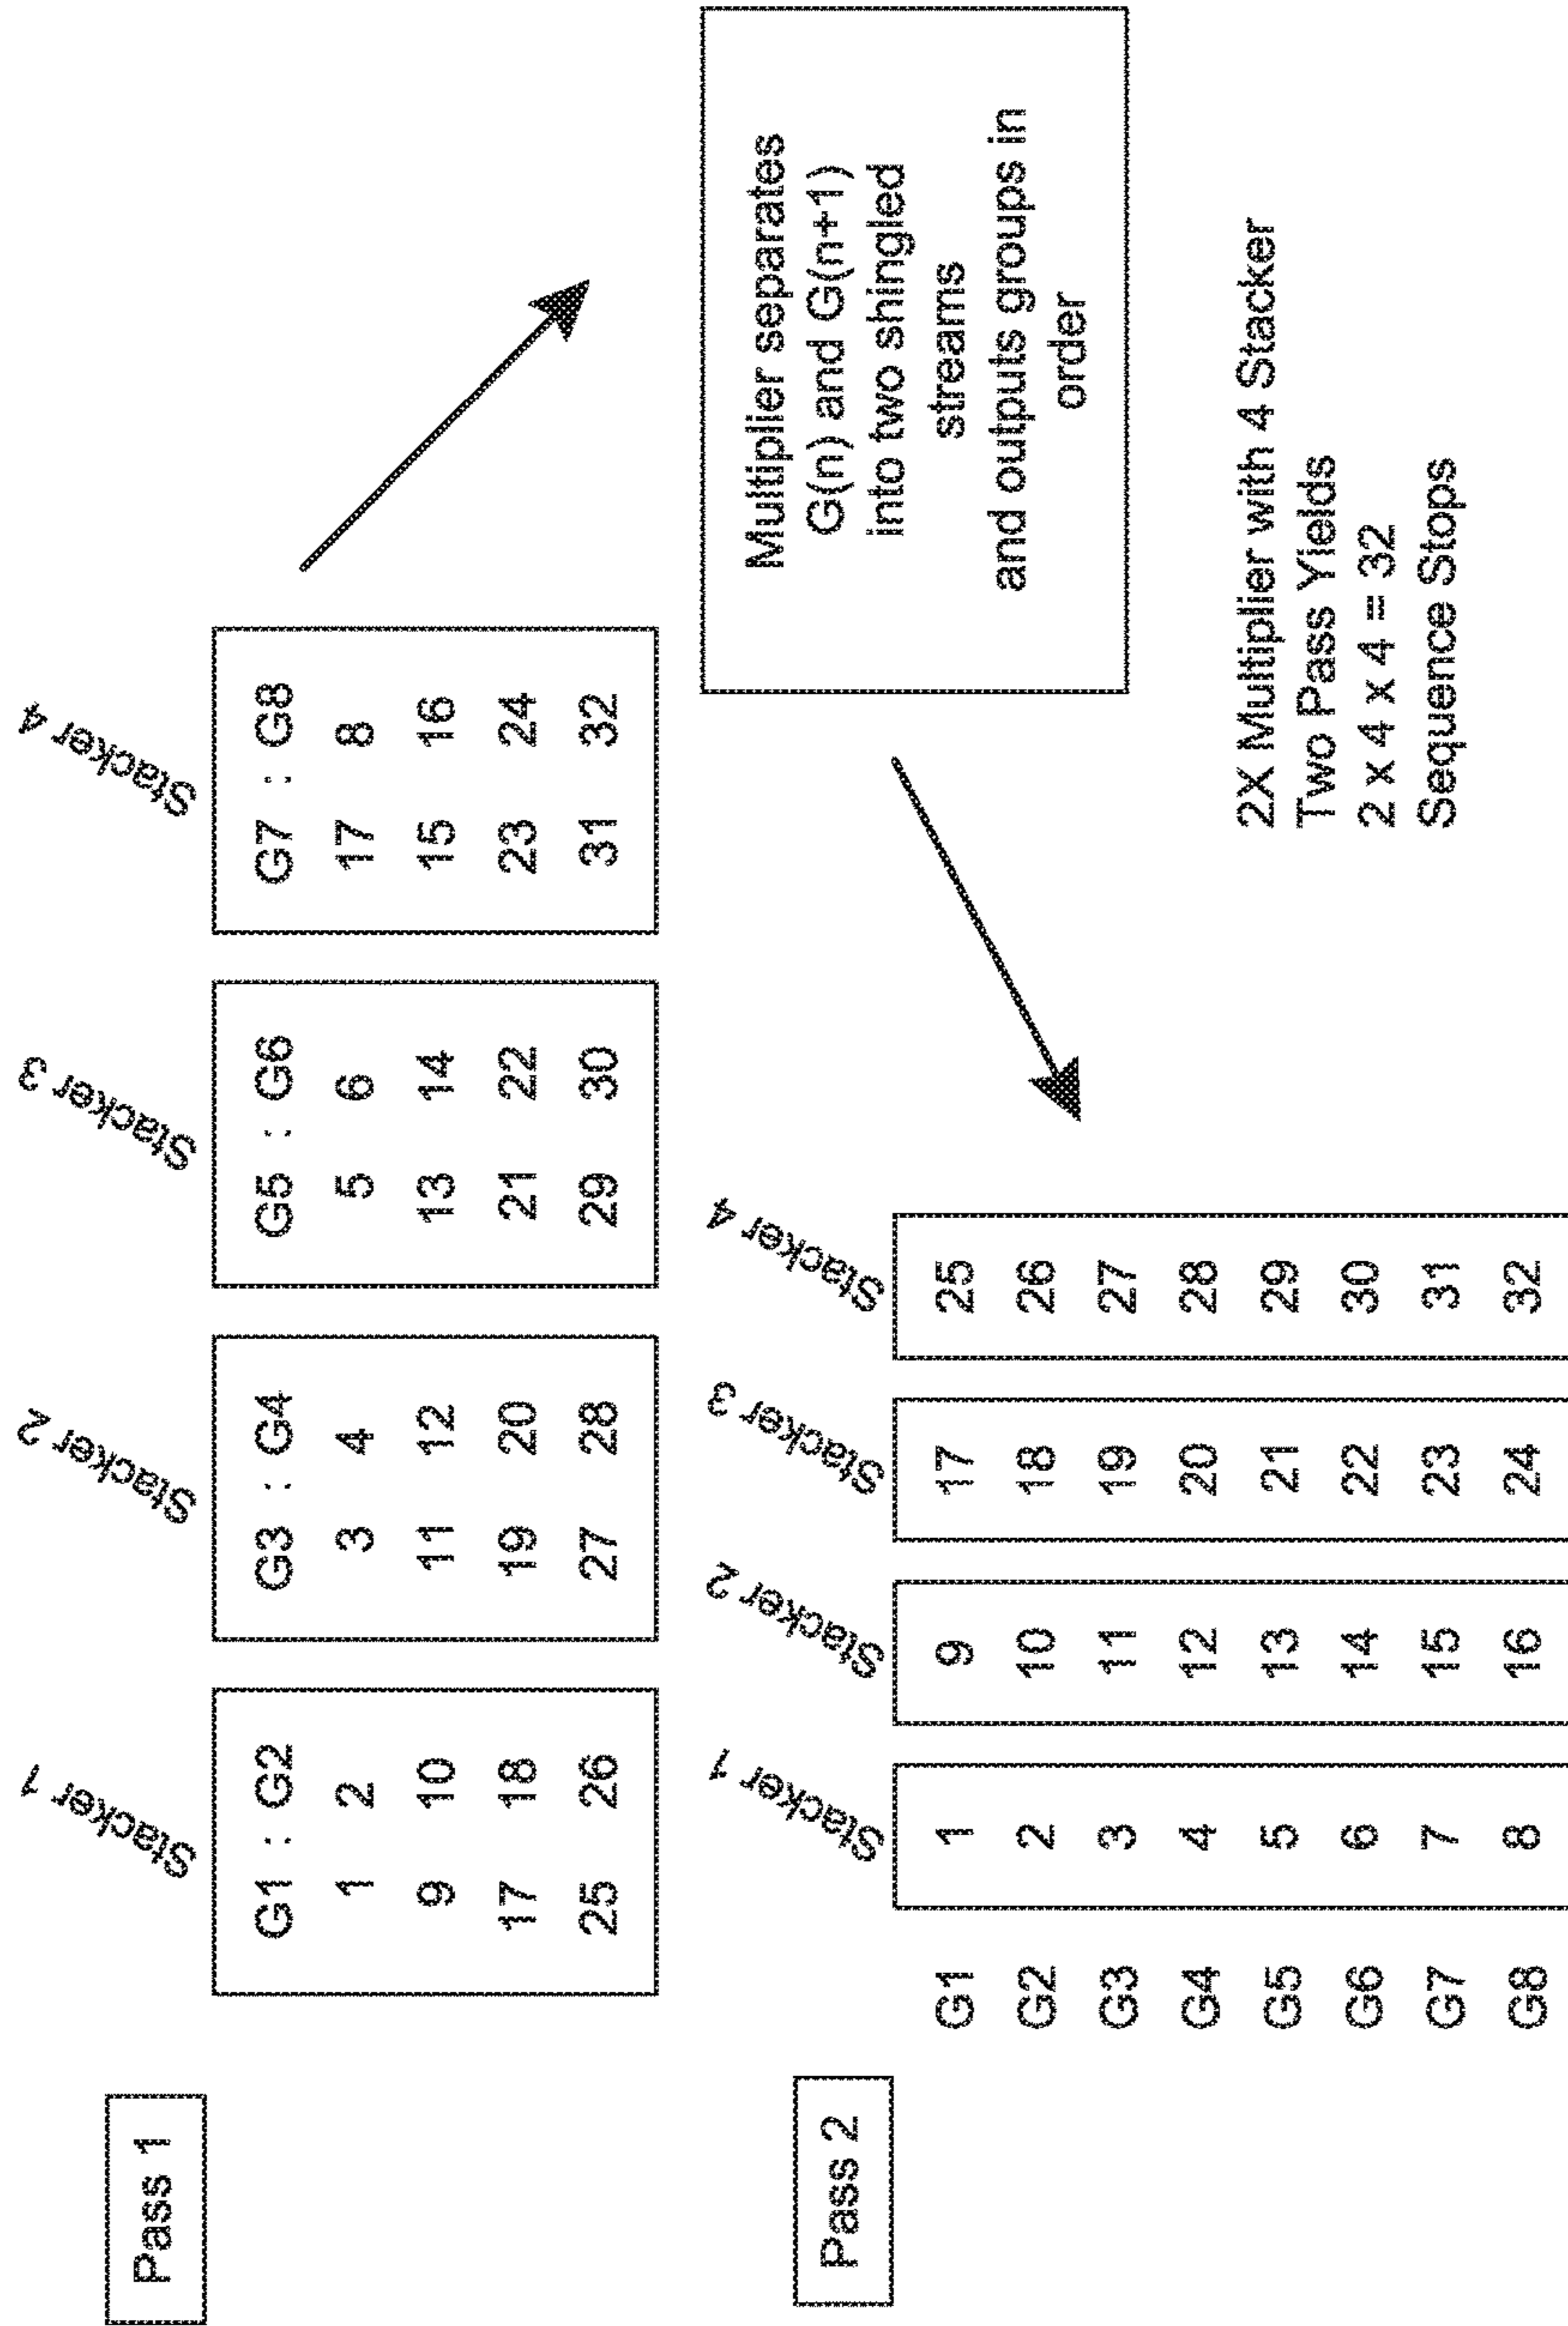 Pass 1
Stacker 1
Stacker 2
Stacker 3
Stacker 4
G1 : G2
1 2
9 10
17 18
25 26
G3 : G4
3 4
11 12
19 20
27 28
G5 : G6
5 6
13 14
21 22
29 30
G7 : G8
17 8
15 16
23 24
31 32
Multiplier separates
G(n) and G(n+1)
into two shingled
streams
and outputs groups in
order
Pass 2
Stacker 1
Stacker 2
Stacker 3
Stacker 4
G1 1 9 17 25
G2 2 10 18 26
G3 3 11 19 27
G4 4 12 20 28
G5 5 13 21 29
G6 6 14 22 30
G7 7 15 23 31
G8 8 16 24 32
2X Multiplier with 4 Stacker
Two Pass Yields
2 x 4 x 4 = 32
Sequence Stops